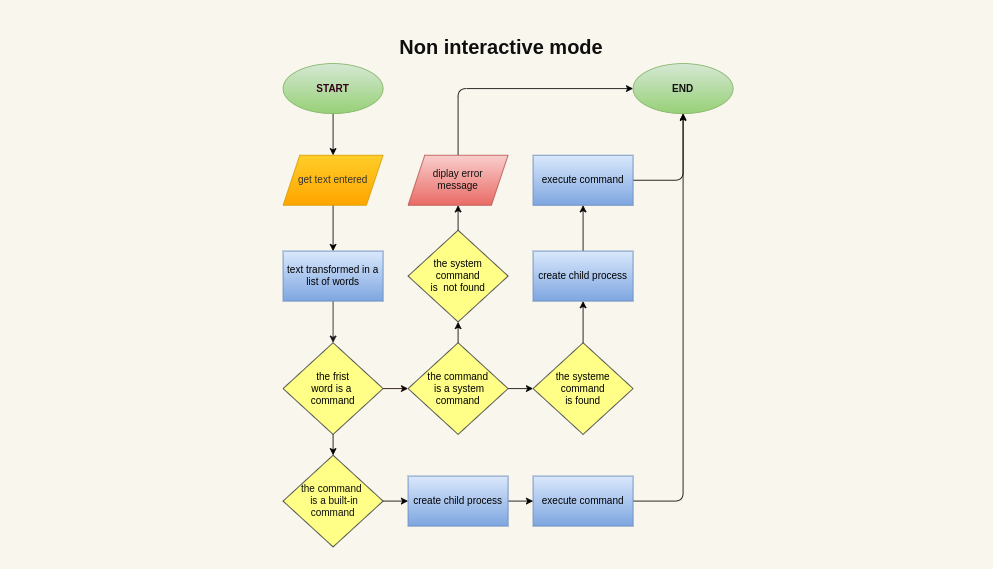 Non interactive mode
START
END
get text entered
diplay error
message
execute command
text transformed in a
list of words
the system
command
is  not found
create child process
the frist
word is a
command
the command
is a system
command
the systeme
command
is found
the command
is a built-in
command
create child process
execute command